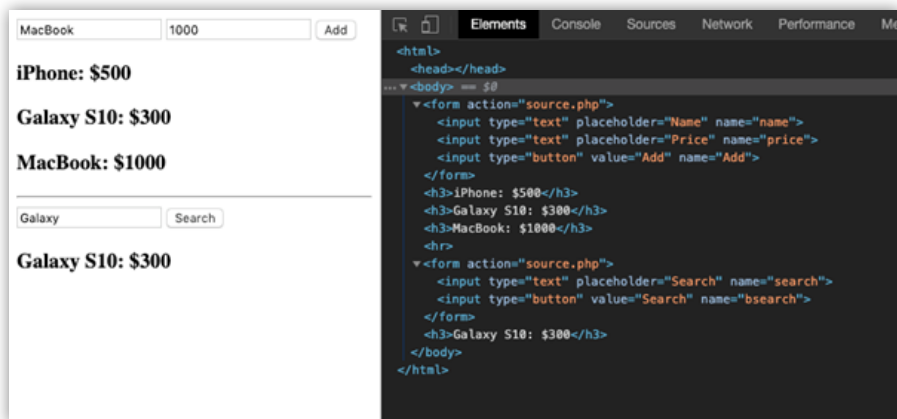 MacBook 1000 Add
iPhone: $500
Galaxy S10: $300
MacBook: $1000
Galaxy Search
Galaxy S10: $300
Elements Console Sources Network Performance Me
<html>
<head></head>
...▼<body> == $0
▼<form action="source.php">
<input type="text" placeholder="Name" name="name">
<input type="text" placeholder="Price" name="price">
<input type="button" value="Add" name="Add">
</form>
<h3>iPhone: $500</h3>
<h3>Galaxy S10: $300</h3>
<h3>MacBook: $1000</h3>
<hr>
▼<form action="source.php">
<input type="text" placeholder="Search" name="search">
<input type="button" value="Search" name="bsearch">
</form>
<h3>Galaxy S10: $300</h3>
</body>
</html>